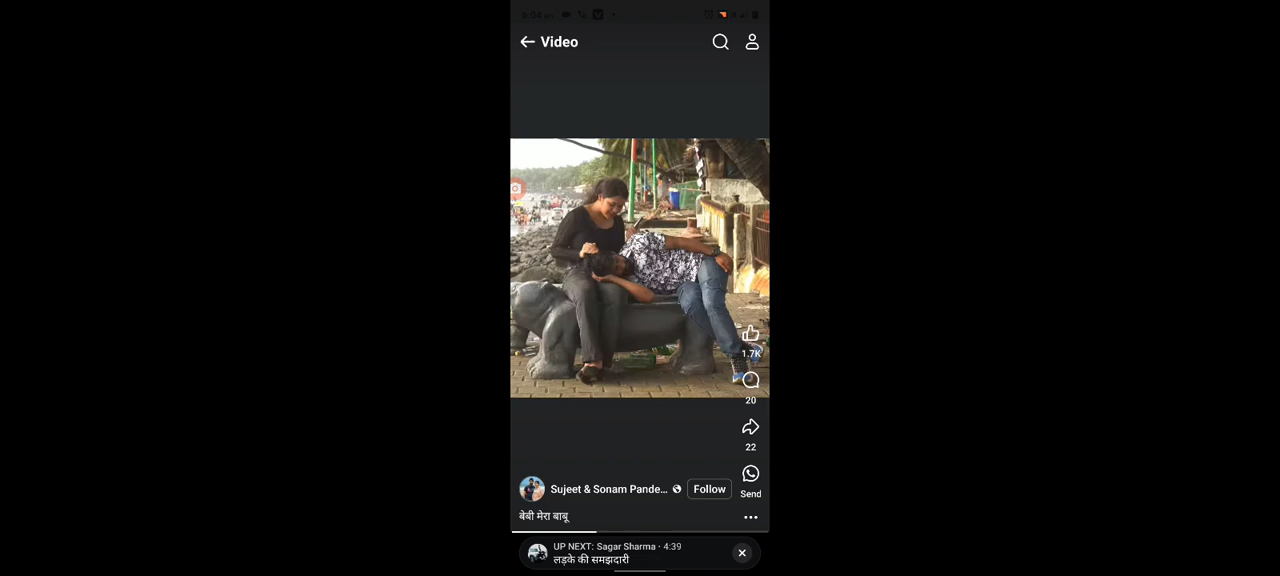 Video
1.7K
20
22
Send
Sujeet & Sonam Pande...
Follow
बेबी मेरा बाबू
UP NEXT: Sagar Sharma · 4:39
लड़के की समझदारी